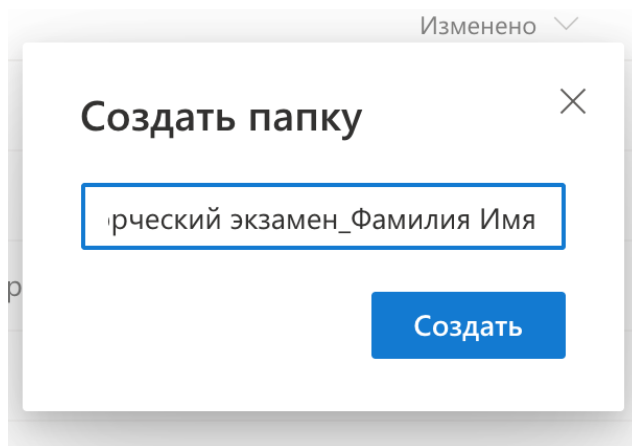 Изменено
Создать папку
рческий экзамен_Фамилия Имя
Создать